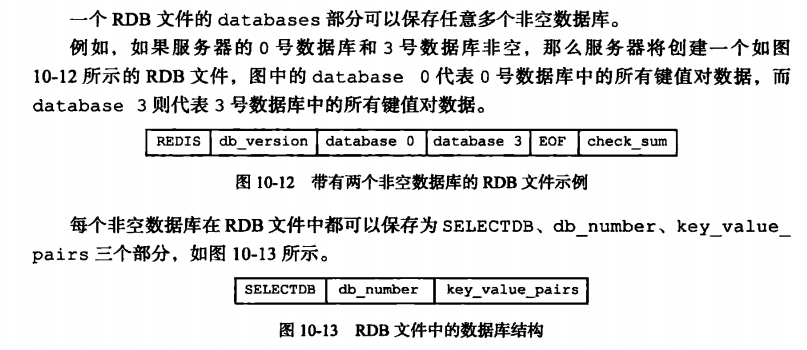 一个 RDB 文件的 databases 部分可以保存任意多个非空数据库。
例如，如果服务器的 0 号数据库和 3 号数据库非空，那么服务器将创建一个如图
10-12 所示的 RDB 文件，图中的 database 0 代表 0 号数据库中的所有键值对数据，而
database 3 则代表 3 号数据库中的所有键值对数据。
REDIS db_version database 0 database 3 EOF check_sum
图 10-12 带有两个非空数据库的 RDB 文件示例
每个非空数据库在 RDB 文件中都可以保存为 SELECTDB、db_number、key_value_
pairs 三个部分，如图 10-13 所示。
SELECTDB db_number key_value_pairs
图 10-13 RDB 文件中的数据库结构